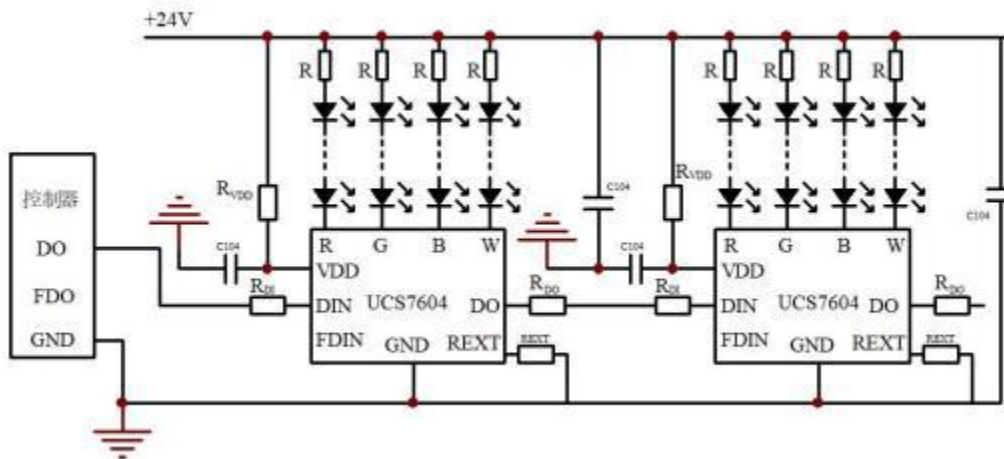 +24V
R R R R R R R R
控制器
DO
FDO
GND
RVDD
C104
C104
RVDD
C104
C104
R G B W
VDD
DIN
FDIN
UCS7604
GND
DO
REXT
RDI
RDO
REXT
RDI
R G B W
VDD
DIN
FDIN
UCS7604
GND
DO
REXT
RDO
REXT